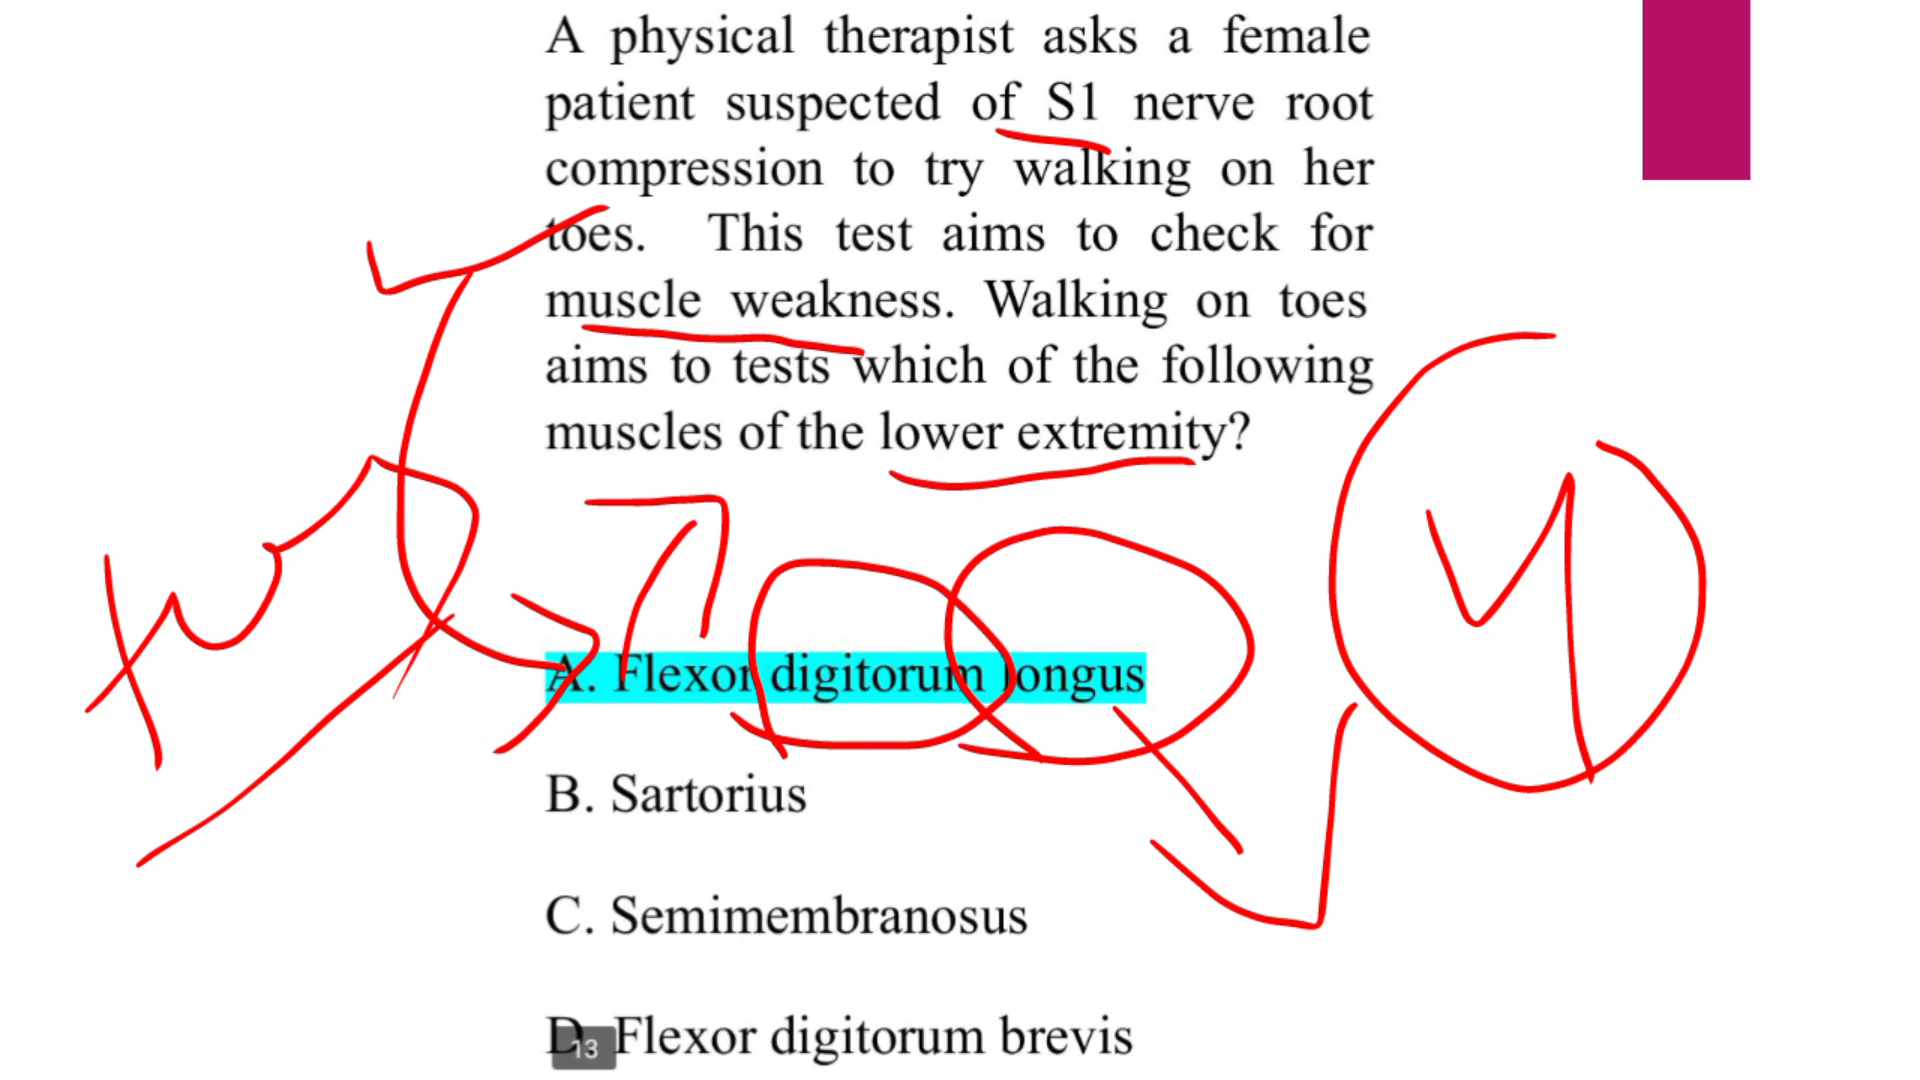 A physical therapist asks a female
patient suspected of S1 nerve root
compression to try walking on her
toes. This test aims to check for
muscle weakness. Walking on toes
aims to tests which of the following
muscles of the lower extremity?
A. Flexor digitorum longus
B. Sartorius
C. Semimembranosus
D. Flexor digitorum brevis
13